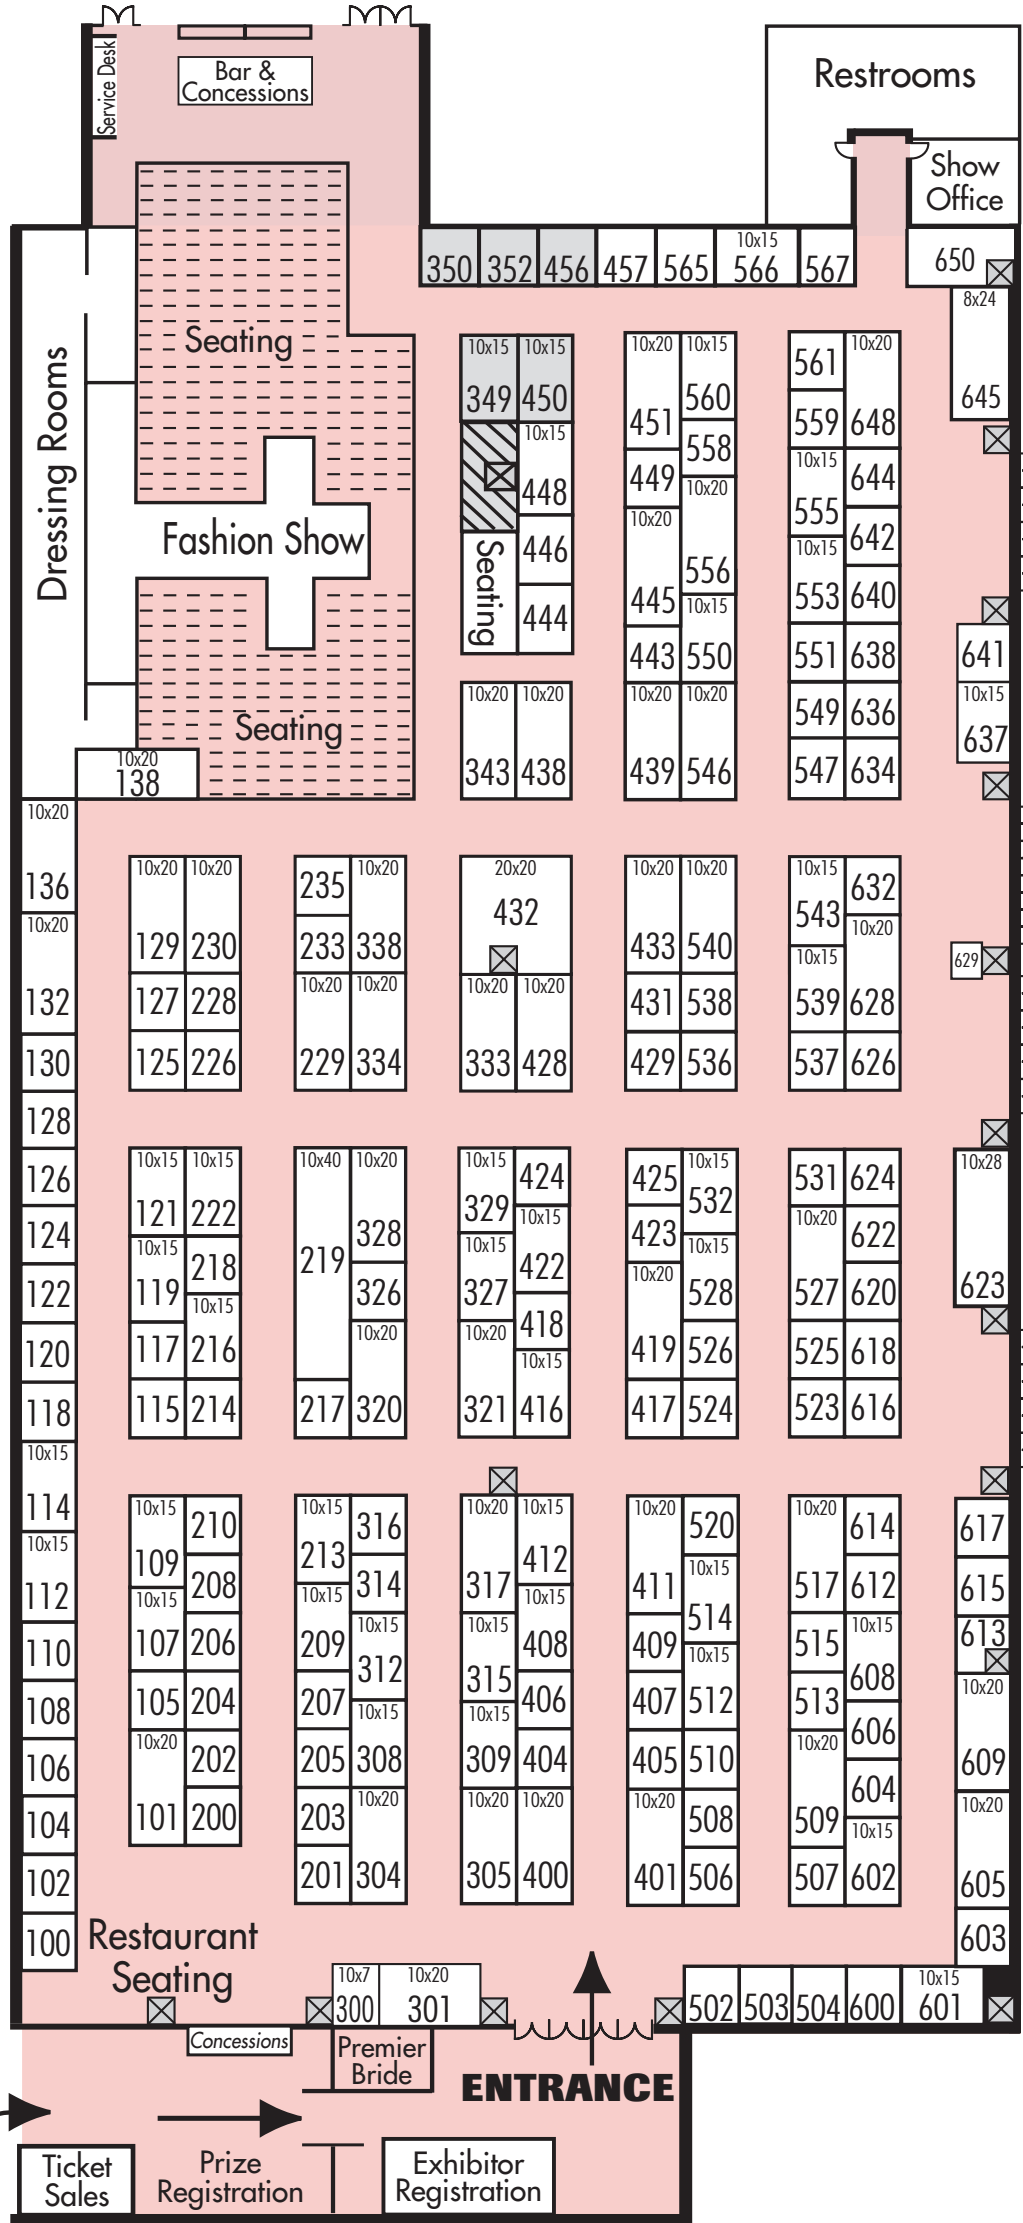 Service Desk
Bar &
Concessions
Restrooms
Show
Office
350 352 456 457 565 10x15 566 567
650
8x24
645
Seating
Dressing Rooms
Fashion Show
Seating
10x20
138
10x15 10x15
349 450
10x15
448
446
Seating
444
10x20 10x20
343 438
10x20 10x15
451 560
449 558
10x20 10x20
445 556
10x15
443 550
10x20 10x20
439 546
561 10x20
559 648
10x15 644
555
10x15 642
553 640
551 638
549 636
547 634
641
10x15
637
10x20
136
10x20
132
130
128
126
124
122
120
118
10x15
114
10x15
112
110
108
106
104
102
100
10x20 10x20
129 230
127 228
125 226
235 10x20
233 338
10x20 10x20
229 334
20x20
432
10x20 10x20
333 428
10x20 10x20
433 540
431 538
429 536
10x15 632
543 10x20
10x15
539 628
537 626
629
10x15 10x15
121 222
10x15 218
119 10x15
117 216
115 214
10x40 10x20
328
219 326
10x20
217 320
10x15 424
329 10x15
10x15 422
327 418
10x20 10x15
321 416
425 10x15
532
423 10x15
10x20 528
419 526
417 524
531 624
10x20 622
527 620
525 618
523 616
10x28
623
10x15 210
109 208
10x15
107 206
105 204
10x20 202
101 200
10x15 316
213 314
10x15 10x15
209 312
207 10x15
205 308
203 10x20
201 304
10x20 10x15
317 412
10x15 10x15
315 408
10x15 406
309 404
10x20 10x20
305 400
10x20 520
411 10x15
514
409 10x15
407 512
405 510
10x20 508
401 506
10x20 614
517 612
515 10x15
513 608
10x20 606
509 604
10x15
507 602
617
615
613
10x20
609
10x20
605
603
Restaurant
Seating
10x7 10x20
300 301
502 503 504 600 10x15 601
Concessions
Premier
Bride
ENTRANCE
Ticket
Sales
Prize
Registration
Exhibitor
Registration